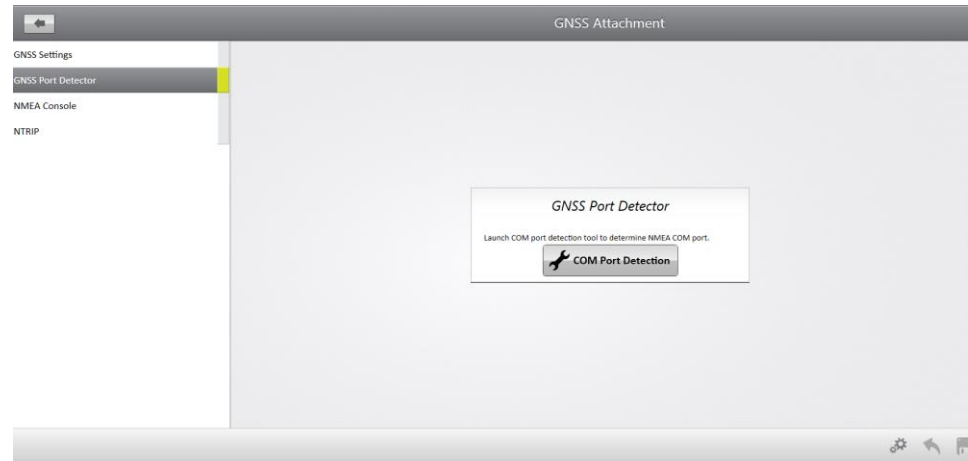 GNSS Attachment
GNSS Settings
GNSS Port Detector
NMEA Console
NTRIP
GNSS Port Detector
Launch COM port detection tool to determine NMEA COM port.
COM Port Detection